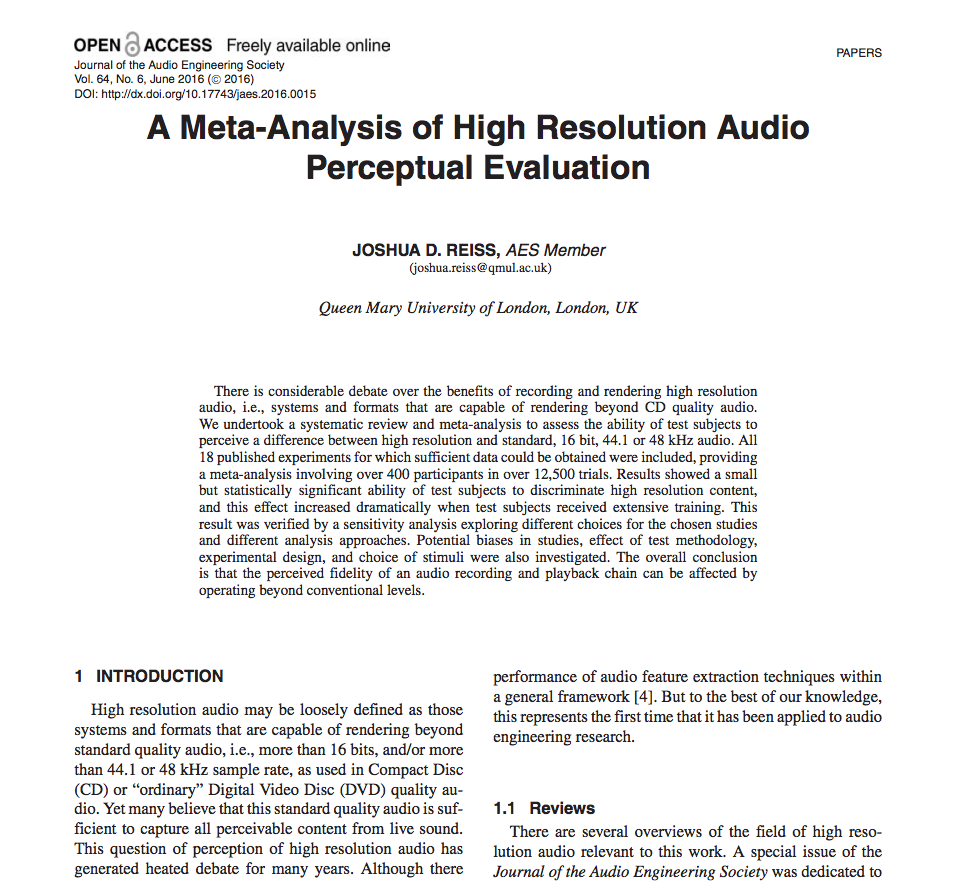 OPEN ACCESS Freely available online
Journal of the Audio Engineering Society
Vol. 64, No. 6, June 2016 (© 2016)
DOI: http://dx.doi.org/10.17743/jaes.2016.0015
PAPERS
A Meta-Analysis of High Resolution Audio
Perceptual Evaluation
JOSHUA D. REISS, AES Member
(joshua.reiss@qmul.ac.uk)
Queen Mary University of London, London, UK
There is considerable debate over the benefits of recording and rendering high resolution
audio, i.e., systems and formats that are capable of rendering beyond CD quality audio.
We undertook a systematic review and meta-analysis to assess the ability of test subjects to
perceive a difference between high resolution and standard, 16 bit, 44.1 or 48 kHz audio. All
18 published experiments for which sufficient data could be obtained were included, providing
a meta-analysis involving over 400 participants in over 12,500 trials. Results showed a small
but statistically significant ability of test subjects to discriminate high resolution content,
and this effect increased dramatically when test subjects received extensive training. This
result was verified by a sensitivity analysis exploring different choices for the chosen studies
and different analysis approaches. Potential biases in studies, effect of test methodology,
experimental design, and choice of stimuli were also investigated. The overall conclusion
is that the perceived fidelity of an audio recording and playback chain can be affected by
operating beyond conventional levels.
1 INTRODUCTION
High resolution audio may be loosely defined as those
systems and formats that are capable of rendering beyond
standard quality audio, i.e., more than 16 bits, and/or more
than 44.1 or 48 kHz sample rate, as used in Compact Disc
(CD) or “ordinary” Digital Video Disc (DVD) quality au-
dio. Yet many believe that this standard quality audio is suf-
ficient to capture all perceivable content from live sound.
This question of perception of high resolution audio has
generated heated debate for many years. Although there
performance of audio feature extraction techniques within
a general framework [4]. But to the best of our knowledge,
this represents the first time that it has been applied to audio
engineering research.
1.1 Reviews
There are several overviews of the field of high reso-
lution audio relevant to this work. A special issue of the
Journal of the Audio Engineering Society was dedicated to